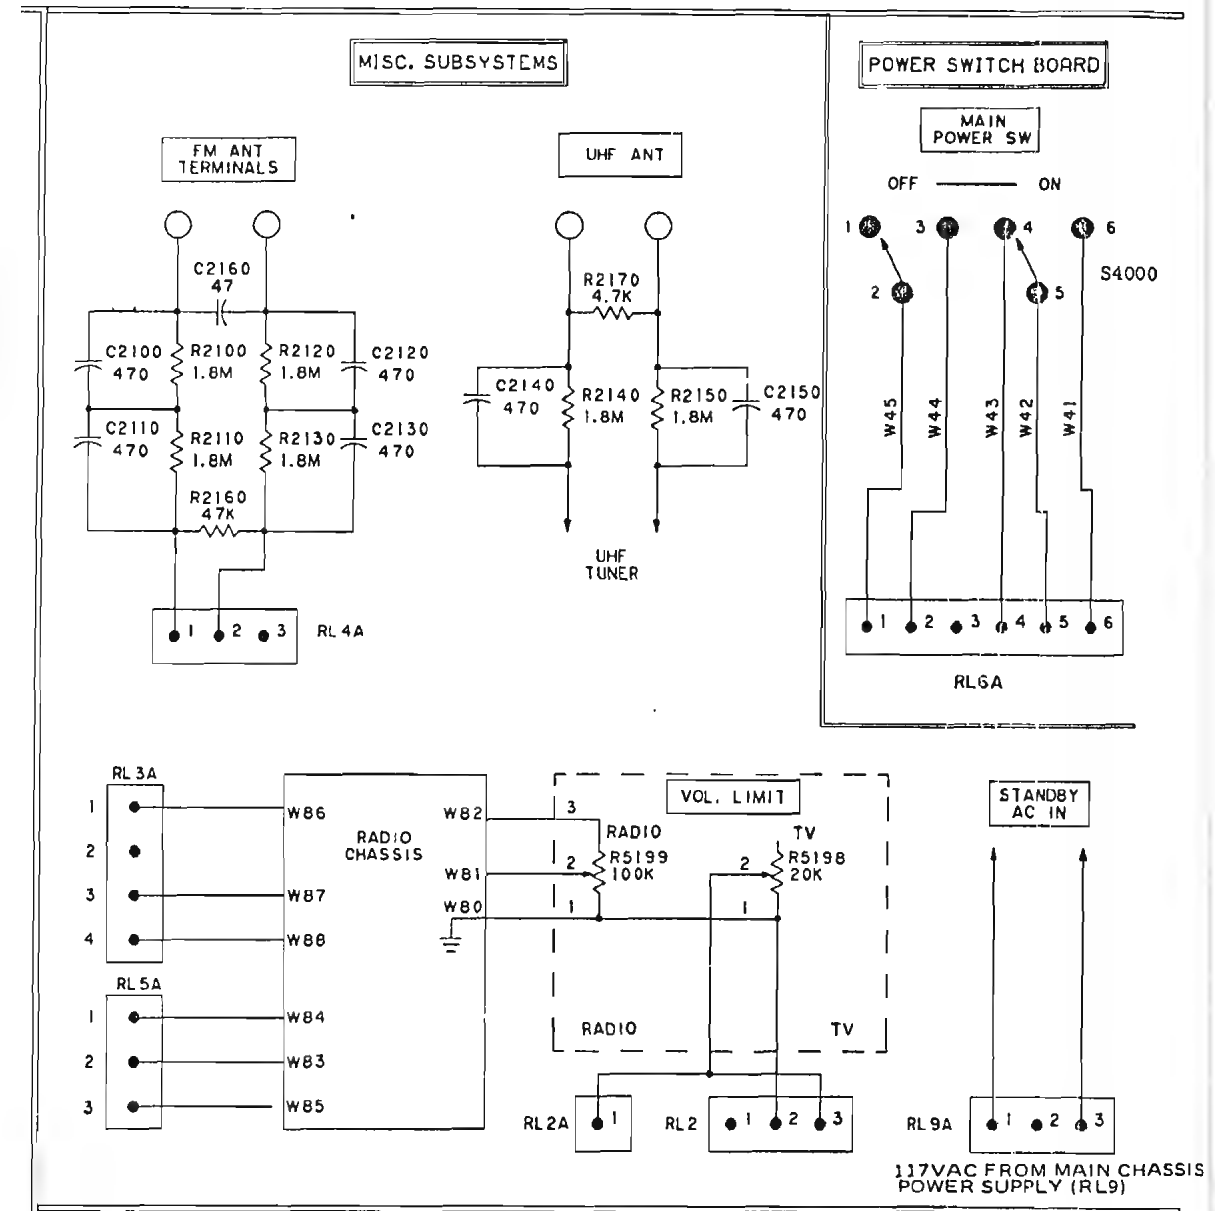 MISC. SUBSYSTEMS
POWER SWITCH BOARD
MAIN
POWER SW
OFF ON
FM ANT
TERMINALS
UHF ANT
1 3 4 6
S4000
2 5
C2160
47
R2170
4.7K
C2100
470
R2100
1.8M
R2120
1.8M
C2120
470
C2110
470
R2110
1.8M
R2130
1.8M
C2130
470
R2160
47K
C2140
470
R2140
1.8M
R2150
1.8M
C2150
470
W45 W44 W43 W42 W41
UHF
TUNER
1 2 3 RL4A
1 2 3 4 5 6
RL6A
RL3A
1
2
3
4
RL5A
1
2
3
W86
W87
W88
W84
W83
W85
RADIO
CHASSIS
W82
W81
W80
VOL. LIMIT
3
RADIO
R5199
100K
2
1
TV
R5198
20K
2
1
RADIO TV
RL2A 1
RL2 1 2 3
STANDBY
AC IN
RL9A 1 2 3
117VAC FROM MAIN CHASSIS
POWER SUPPLY (RL9)